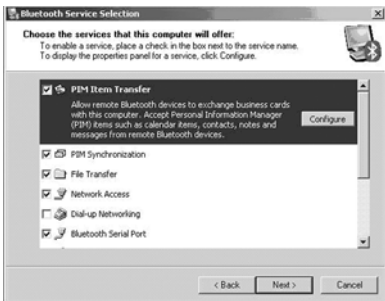 Bluetooth Service Selection
Choose the services that this computer will offer:
To enable a service, place a check in the box next to the service name.
To display the properties panel for a service, click Configure.
PIM Item Transfer
Allow remote Bluetooth devices to exchange business cards
with this computer. Accept Personal Information Manager
(PIM) items such as calendar items, contacts, notes and
messages from remote Bluetooth devices.
Configure
PIM Synchronization
File Transfer
Network Access
Dial-up Networking
Bluetooth Serial Port
< Back
Next >
Cancel